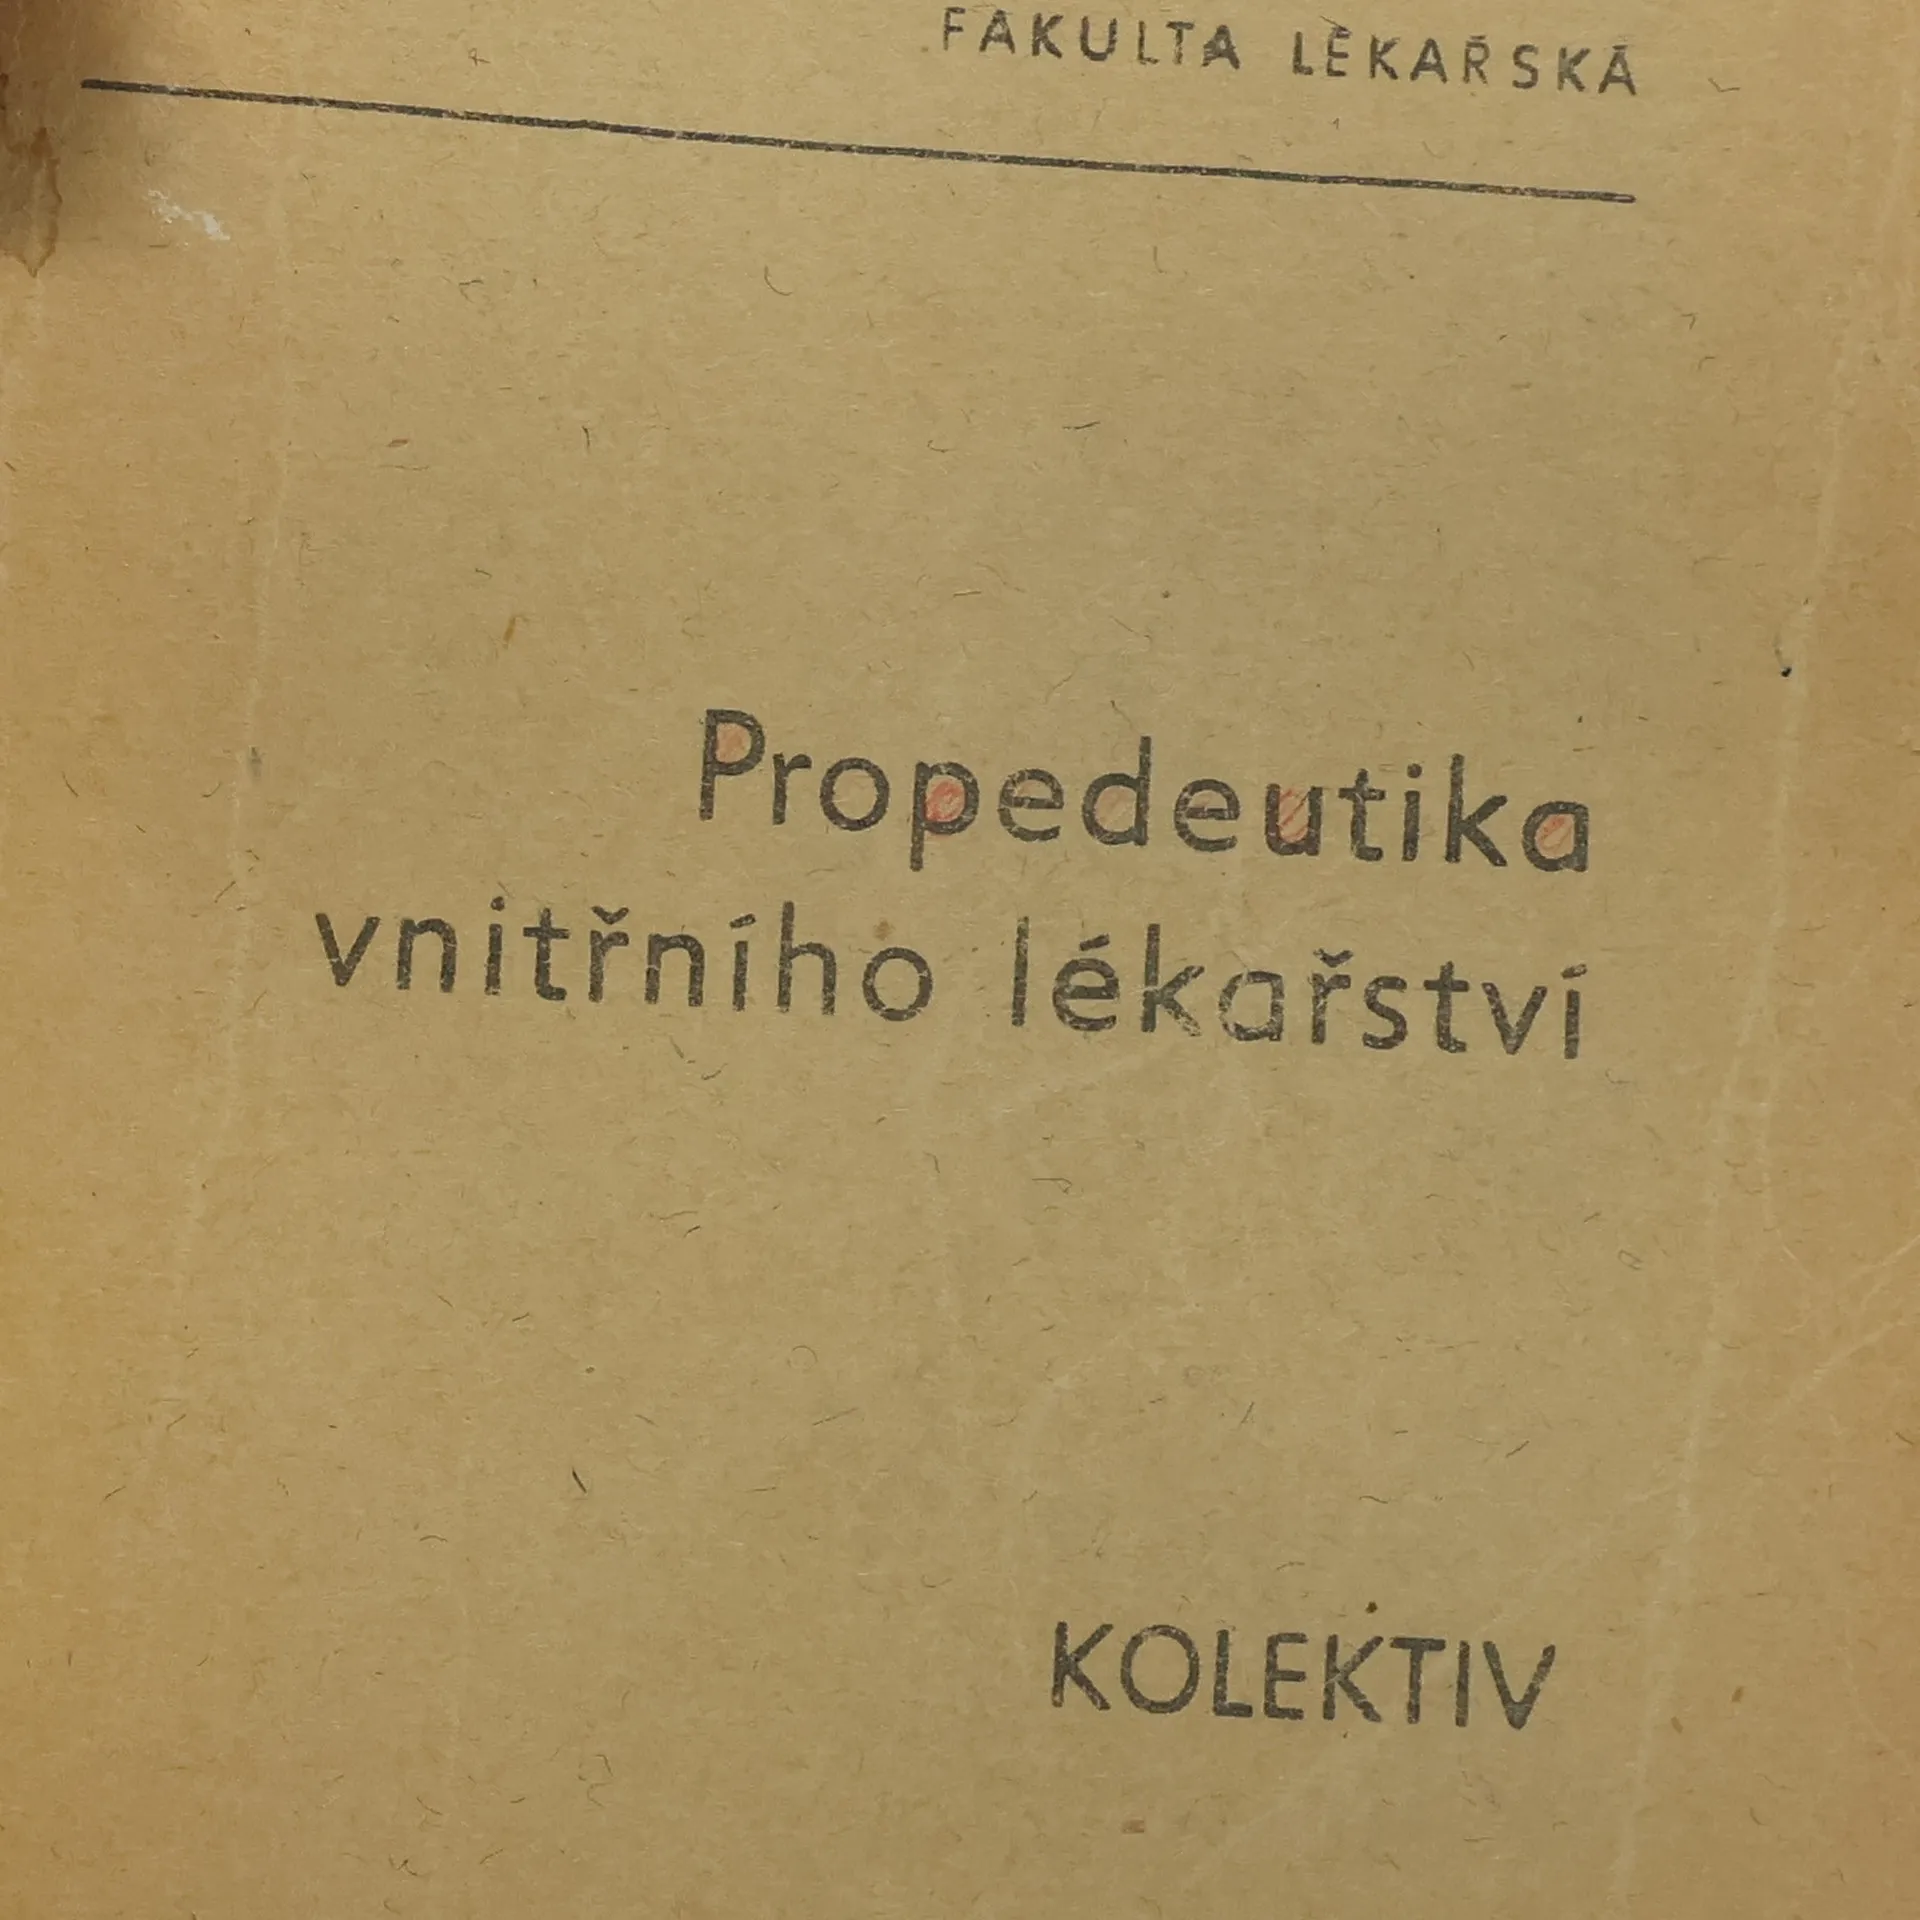 FAKULTA LÉKAŘSKÁ
Propedeutika
vnitřního lékařství
KOLEKTIV